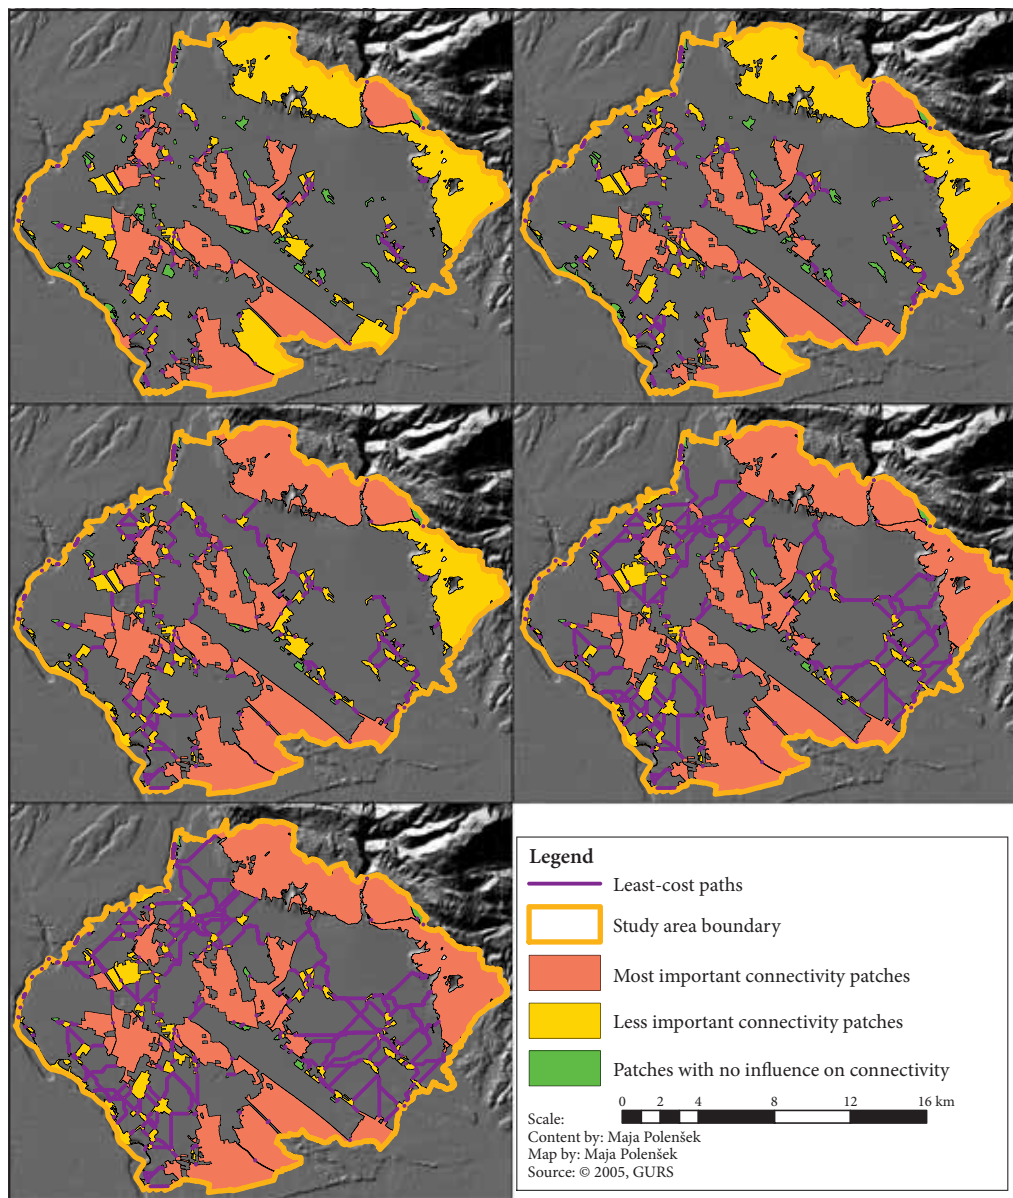 Legend
Least-cost paths
Study area boundary
Most important connectivity patches
Less important connectivity patches
Patches with no influence on connectivity
0 2 4 8 12 16 km
Scale:
Content by: Maja Polenšek
Map by: Maja Polenšek
Source: © 2005, GURS